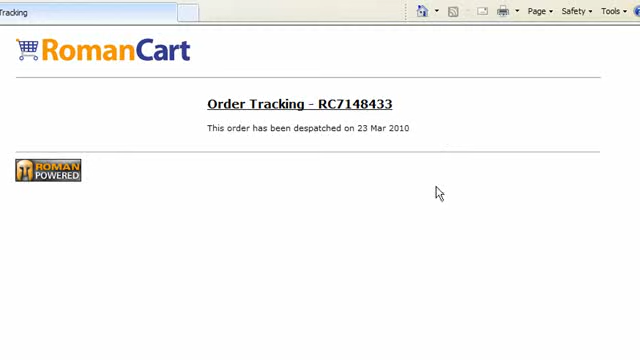 Tracking
Page
Safety
Tools
RomanCart
Order Tracking - RC7148433
This order has been despatched on 23 Mar 2010
ROMAN
POWERED